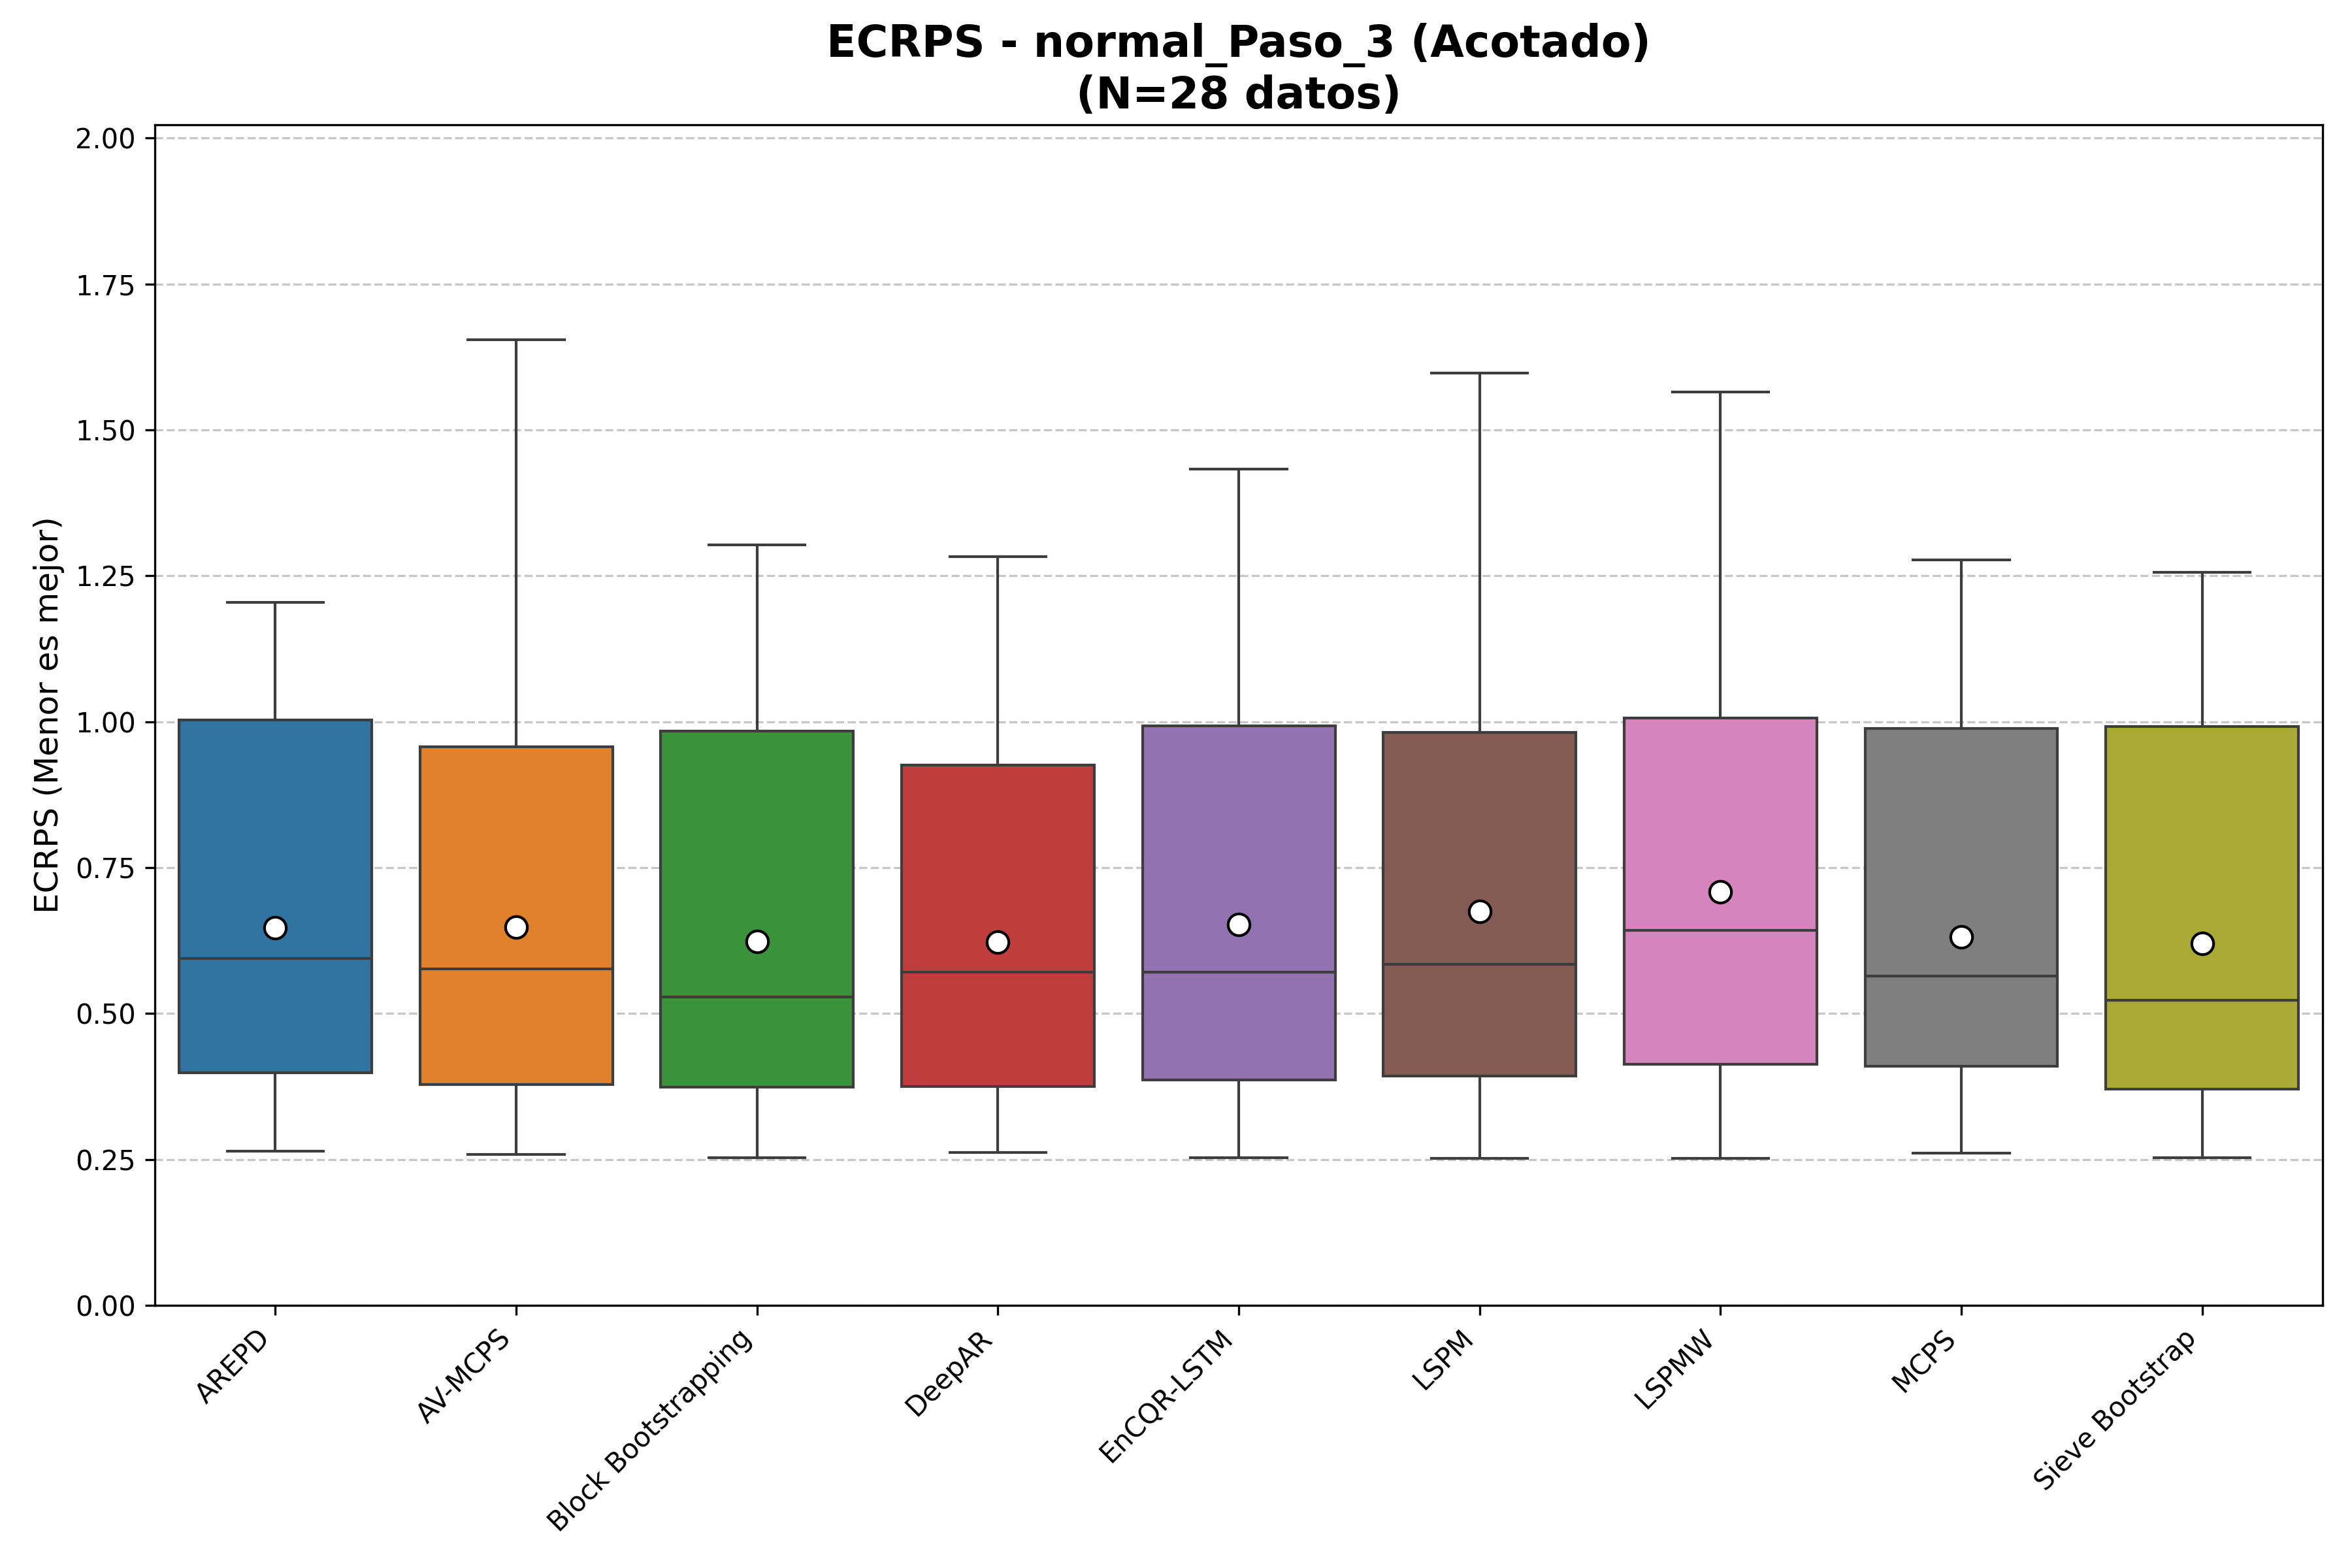 ECRPS - normal_Paso_3 (Acotado)
(N=28 datos)
ECRPS (Menor es mejor)
2.00
1.75
1.50
1.25
1.00
0.75
0.50
0.25
0.00
AREPD
AV-MCPS
Block Bootstrapping
DeepAR
EnCQR-LSTM
LSPM
LSPMW
MCPS
Sieve Bootstrap